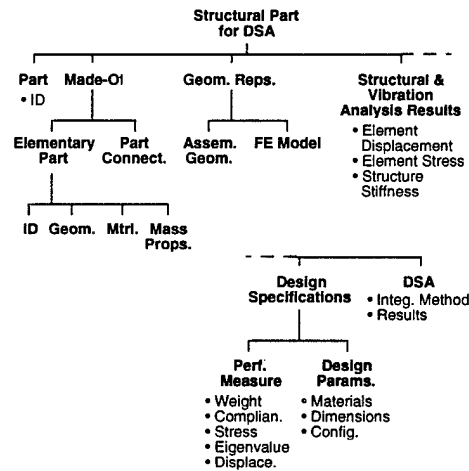 Structural Part
for DSA
Part
• ID
Made-Of
Geom. Reps.
Structural &
Vibration
Analysis Results
• Element
Displacement
• Element Stress
• Structure
Stiffness
Elementary
Part
Part
Connect.
Assem.
Geom.
FE Model
ID
Geom.
Mtrl.
Mass
Props.
Design
Specifications
DSA
• Integ. Method
• Results
Perf.
Measure
• Weight
• Complian.
• Stress
• Eigenvalue
• Displace.
Design
Params.
• Materials
• Dimensions
• Config.